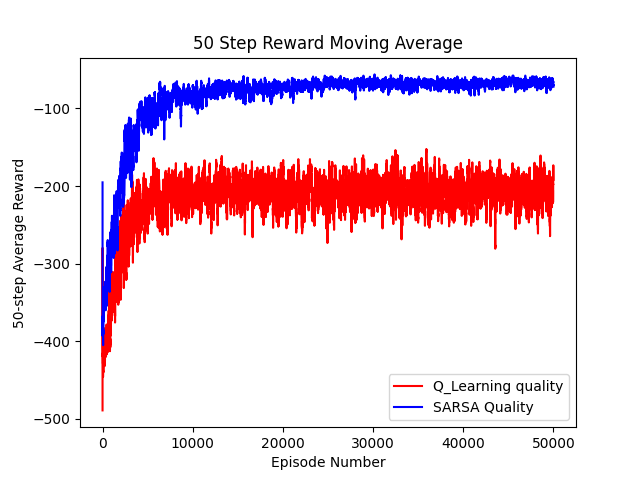 50 Step Reward Moving Average
50-step Average Reward
−100
−200
−300
−400
−500
0
10000
20000
30000
40000
50000
Episode Number
Q_Learning quality
SARSA Quality